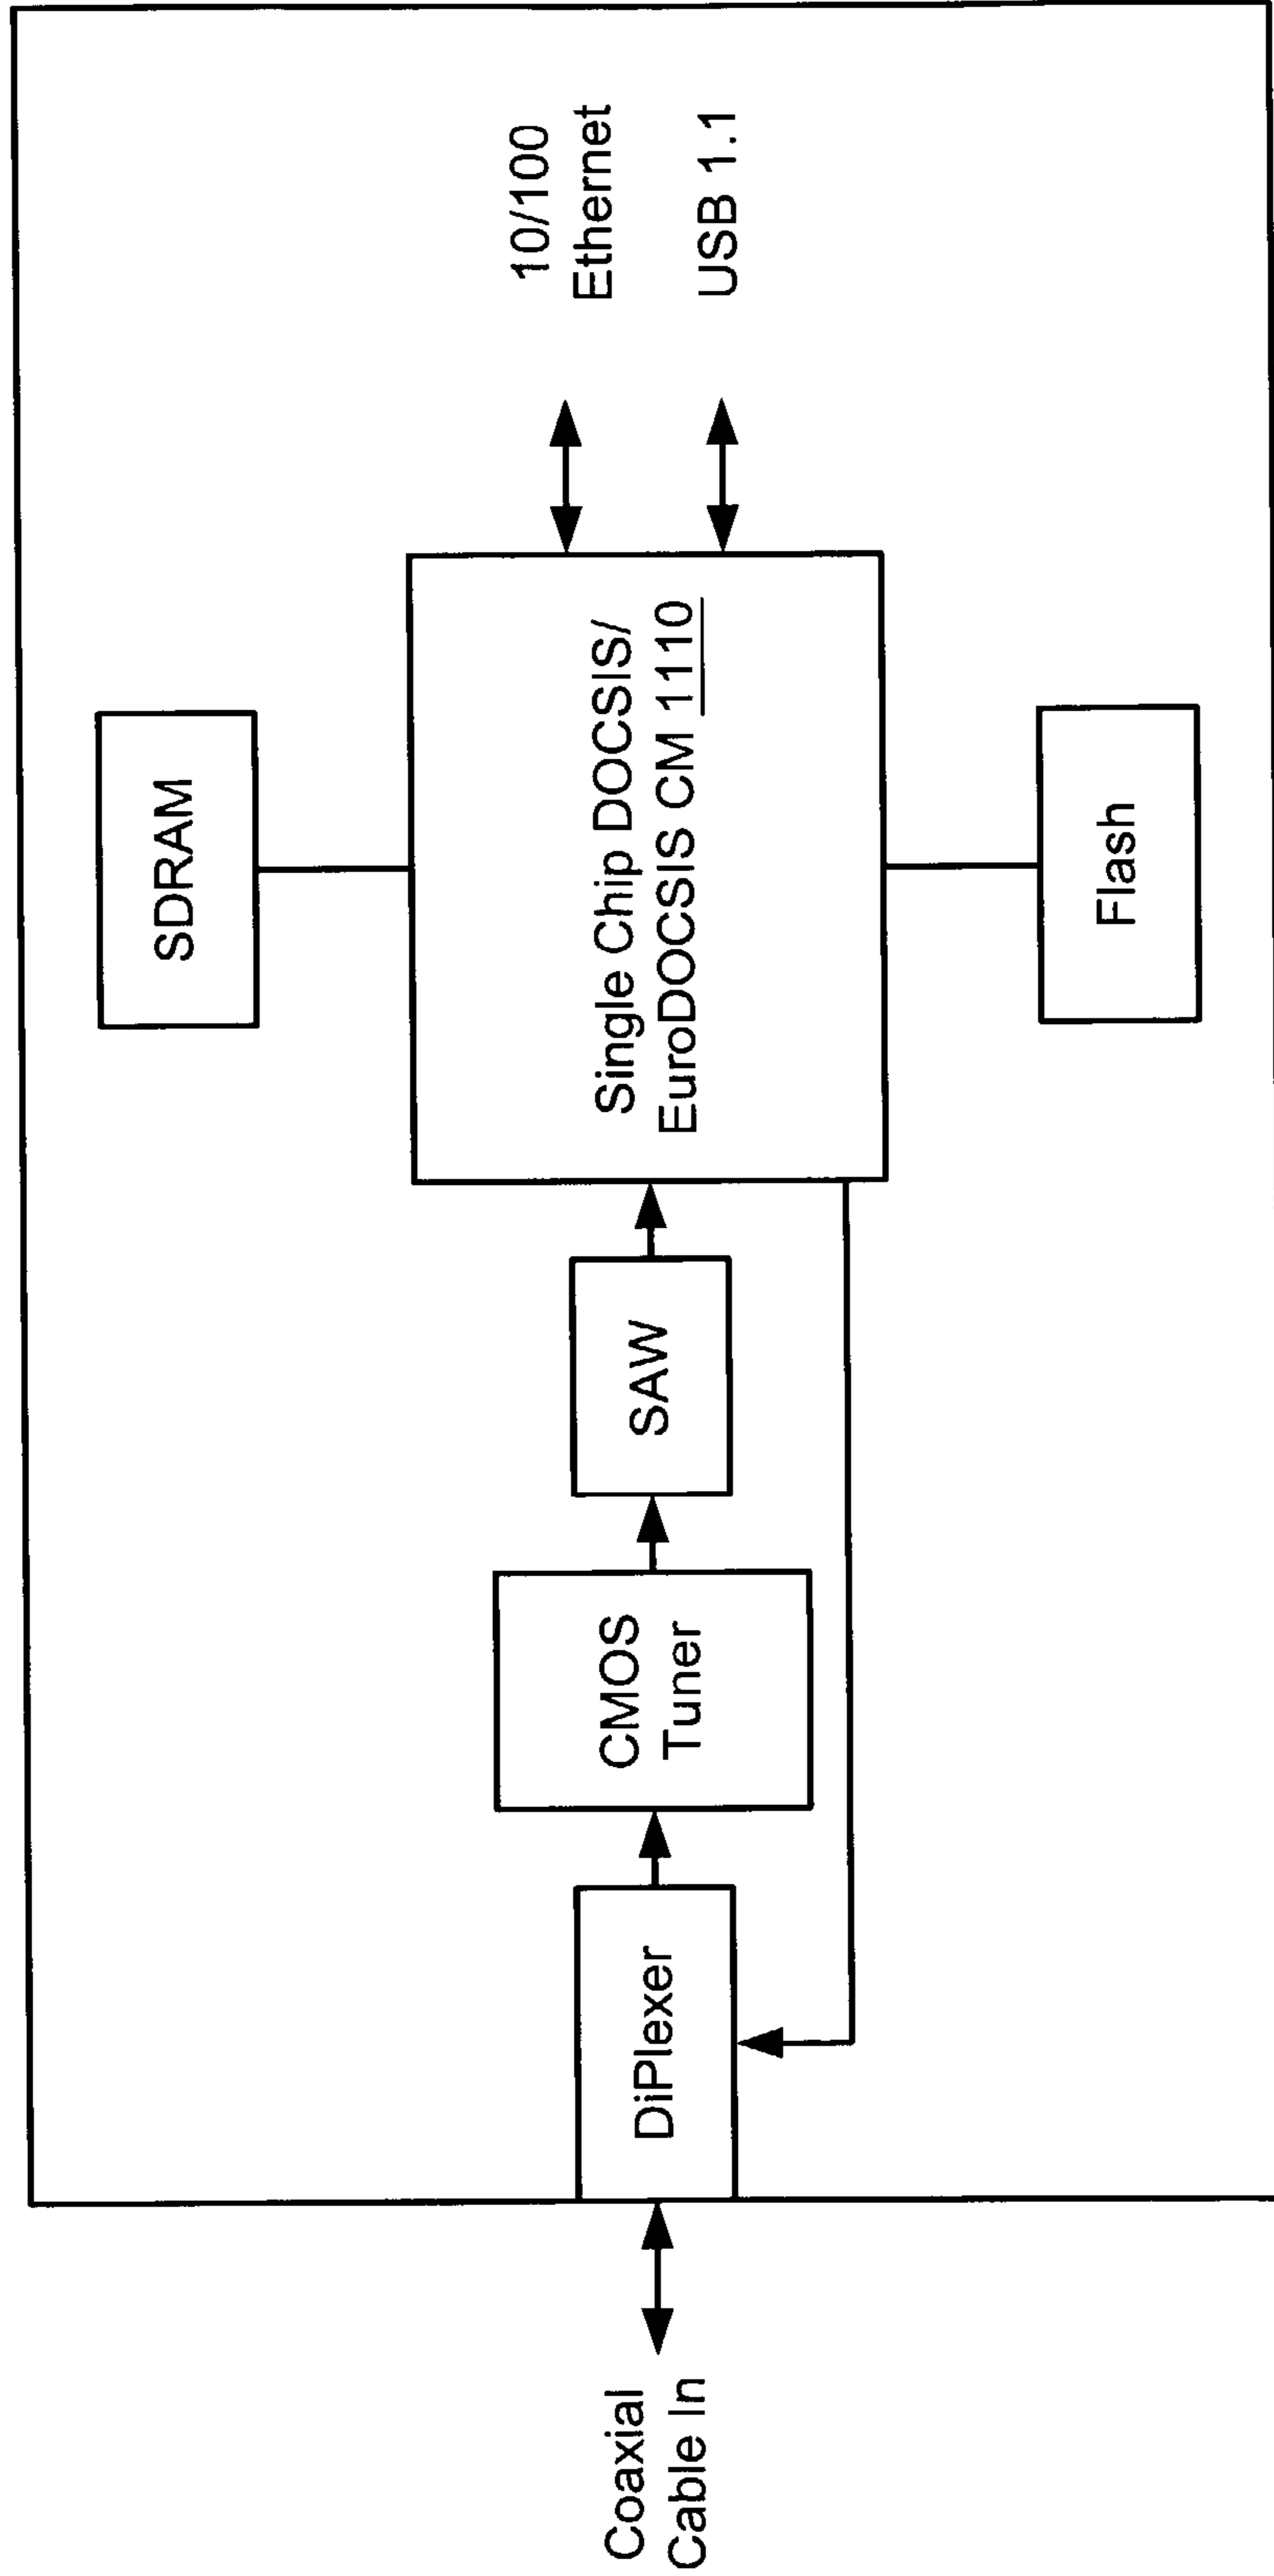 SDRAM
Coaxial
Cable In
DiPlexer
CMOS
Tuner
SAW
Single Chip DOCSIS/
EuroDOCSIS CM 1110
10/100
Ethernet
USB 1.1
Flash